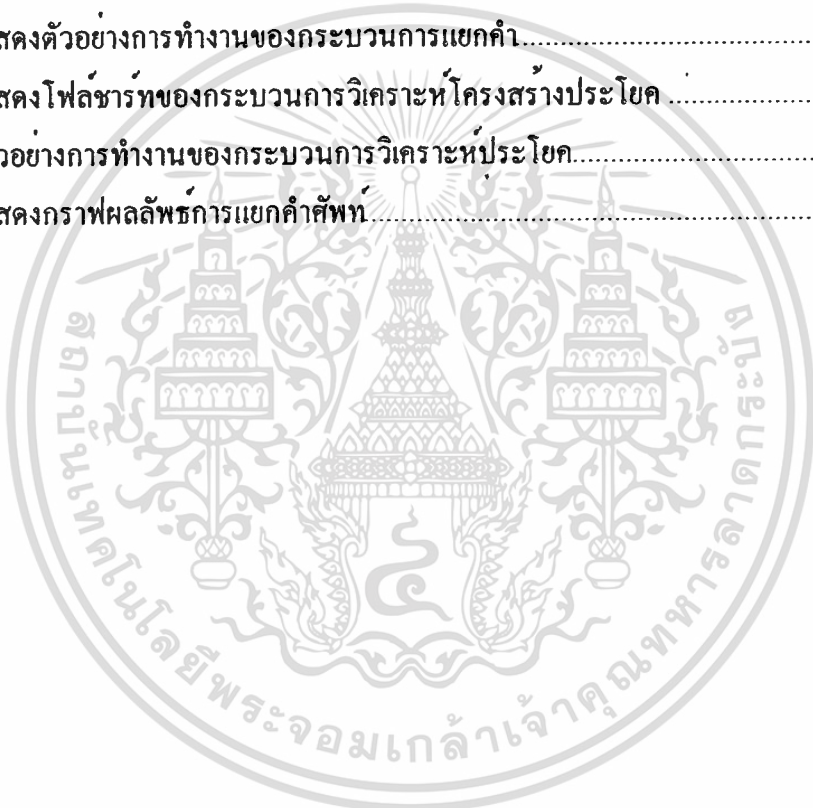 สดงตัวอย่างการทำงานของกระบวนการแยกคำ
สดงโฟล์ชาร์ทของกระบวนการวิเคราะห์โครงสร้างประโยค
วอย่างการทำงานของกระบวนการวิเคราะห์ประโยค
สดงกราฟผลลัพธ์การแยกคำศัพท์
สถาบันเทคโนโลยีพระจอมเกล้าเจ้าคุณทหารลาดกระบัง